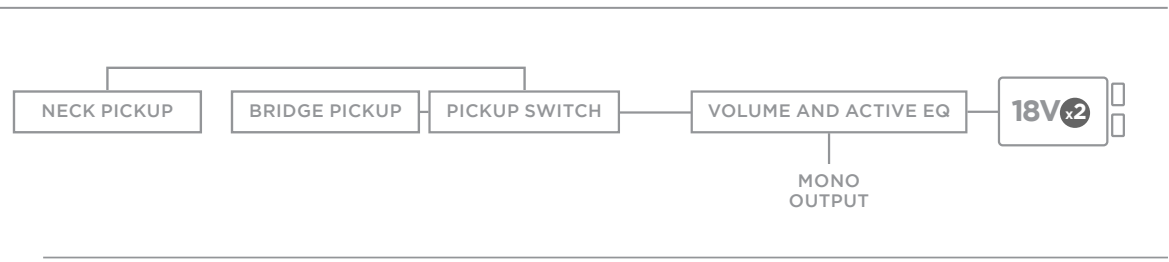 NECK PICKUP
BRIDGE PICKUP
PICKUP SWITCH
VOLUME AND ACTIVE EQ
18V x2
MONO
OUTPUT